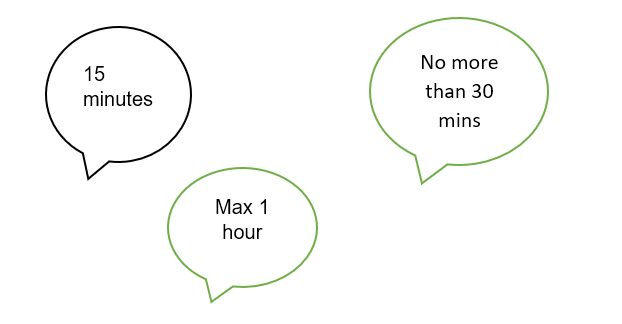 15
minutes
No more
than 30
mins
Max 1
hour